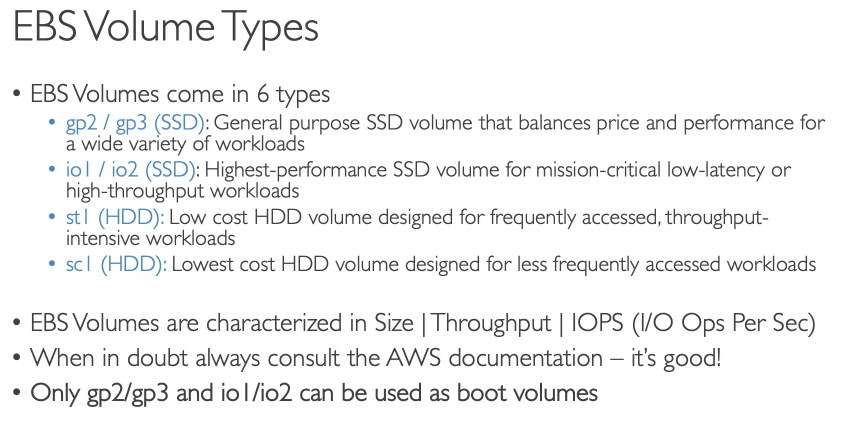 EBS Volume Types
• EBS Volumes come in 6 types
• gp2 / gp3 (SSD): General purpose SSD volume that balances price and performance for
a wide variety of workloads
• io1 / io2 (SSD): Highest-performance SSD volume for mission-critical low-latency or
high-throughput workloads
• st1 (HDD): Low cost HDD volume designed for frequently accessed, throughput-
intensive workloads
• sc1 (HDD): Lowest cost HDD volume designed for less frequently accessed workloads
• EBS Volumes are characterized in Size | Throughput | IOPS (I/O Ops Per Sec)
• When in doubt always consult the AWS documentation – it's good!
• Only gp2/gp3 and io1/io2 can be used as boot volumes